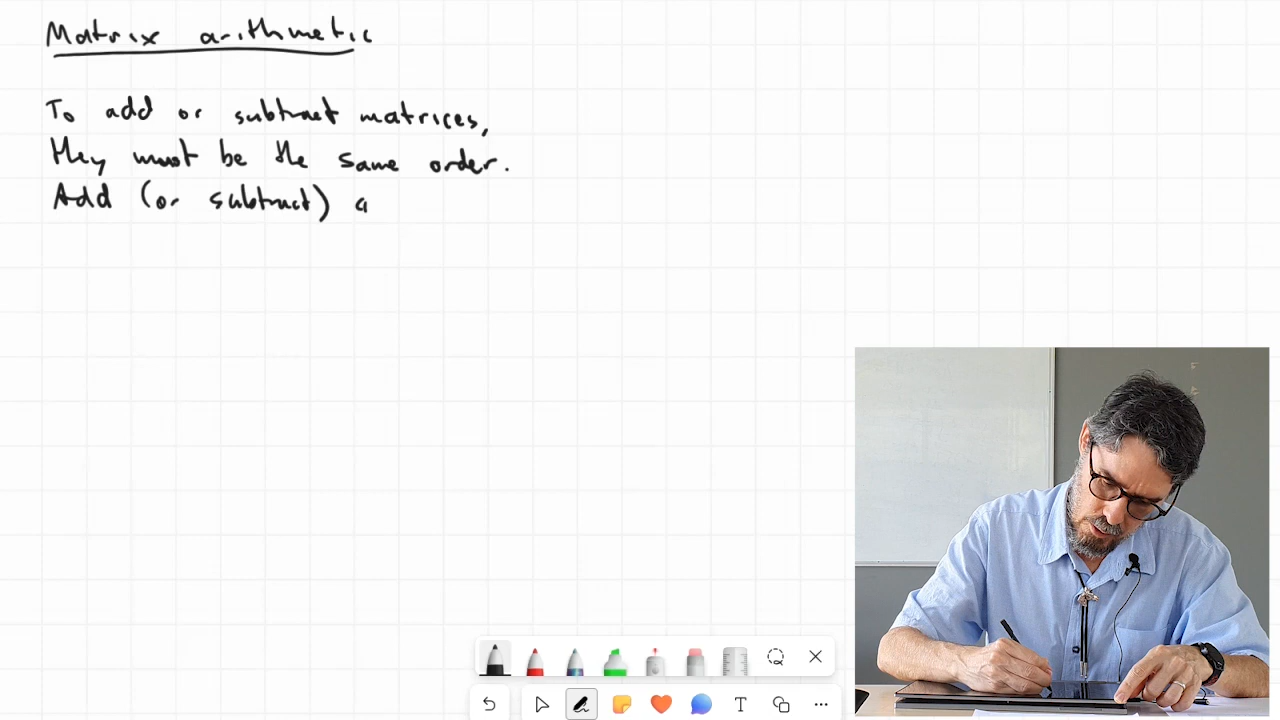 Matrix arithmetic
To add or subtract matrices,
they must be the same order.
Add (or subtract) a
T